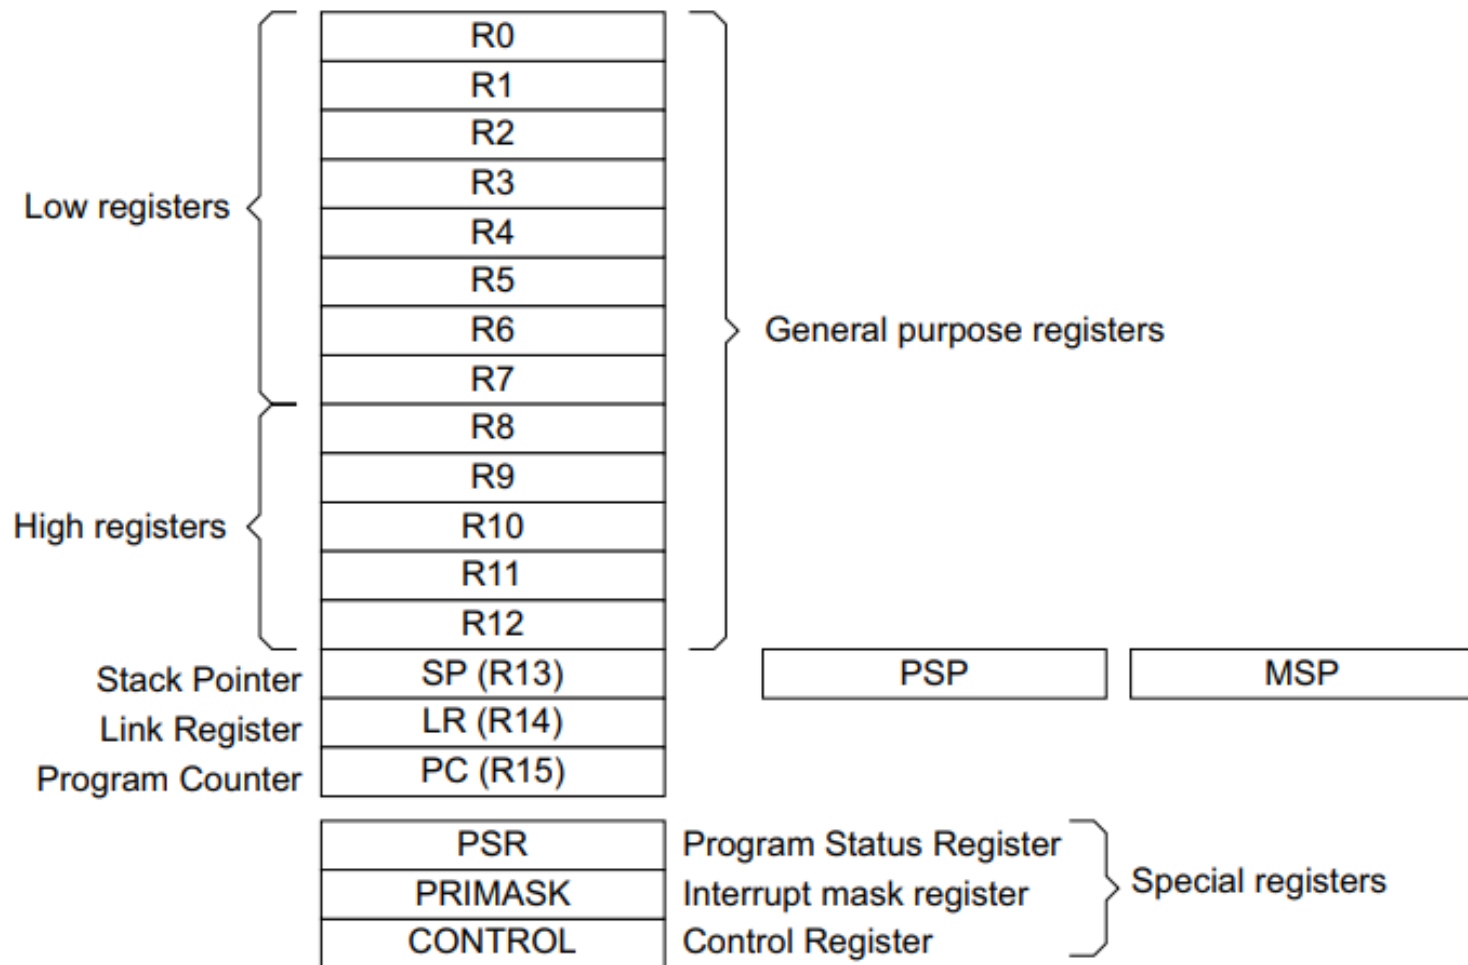 R0
R1
R2
R3
Low registers
R4
R5
R6
General purpose registers
R7
R8
R9
High registers
R10
R11
R12
Stack Pointer SP (R13) PSP MSP
Link Register LR (R14)
Program Counter PC (R15)
PSR Program Status Register
PRIMASK Interrupt mask register Special registers
CONTROL Control Register